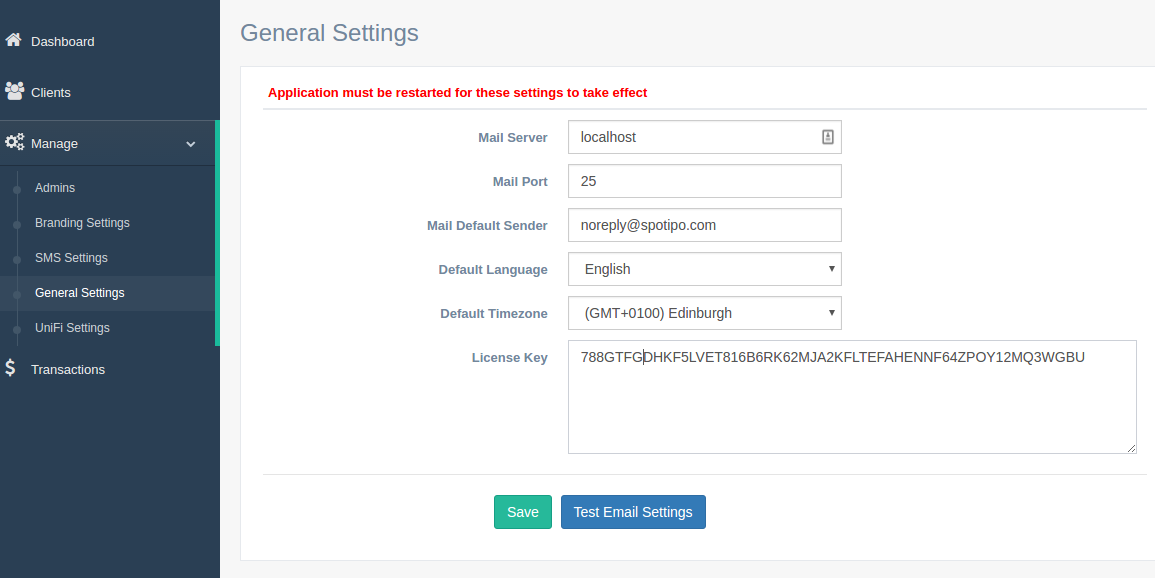 General Settings
Dashboard
Clients
Manage
Admins
Branding Settings
SMS Settings
General Settings
UniFi Settings
Transactions
Application must be restarted for these settings to take effect
Mail Server localhost
Mail Port 25
Mail Default Sender noreply@spotipo.com
Default Language English
Default Timezone (GMT+0100) Edinburgh
License Key 788GTFGDHKF5LVET816B6RK62MJA2KFLTEFAHENNF64ZPOY12MQ3WGBU
Save Test Email Settings